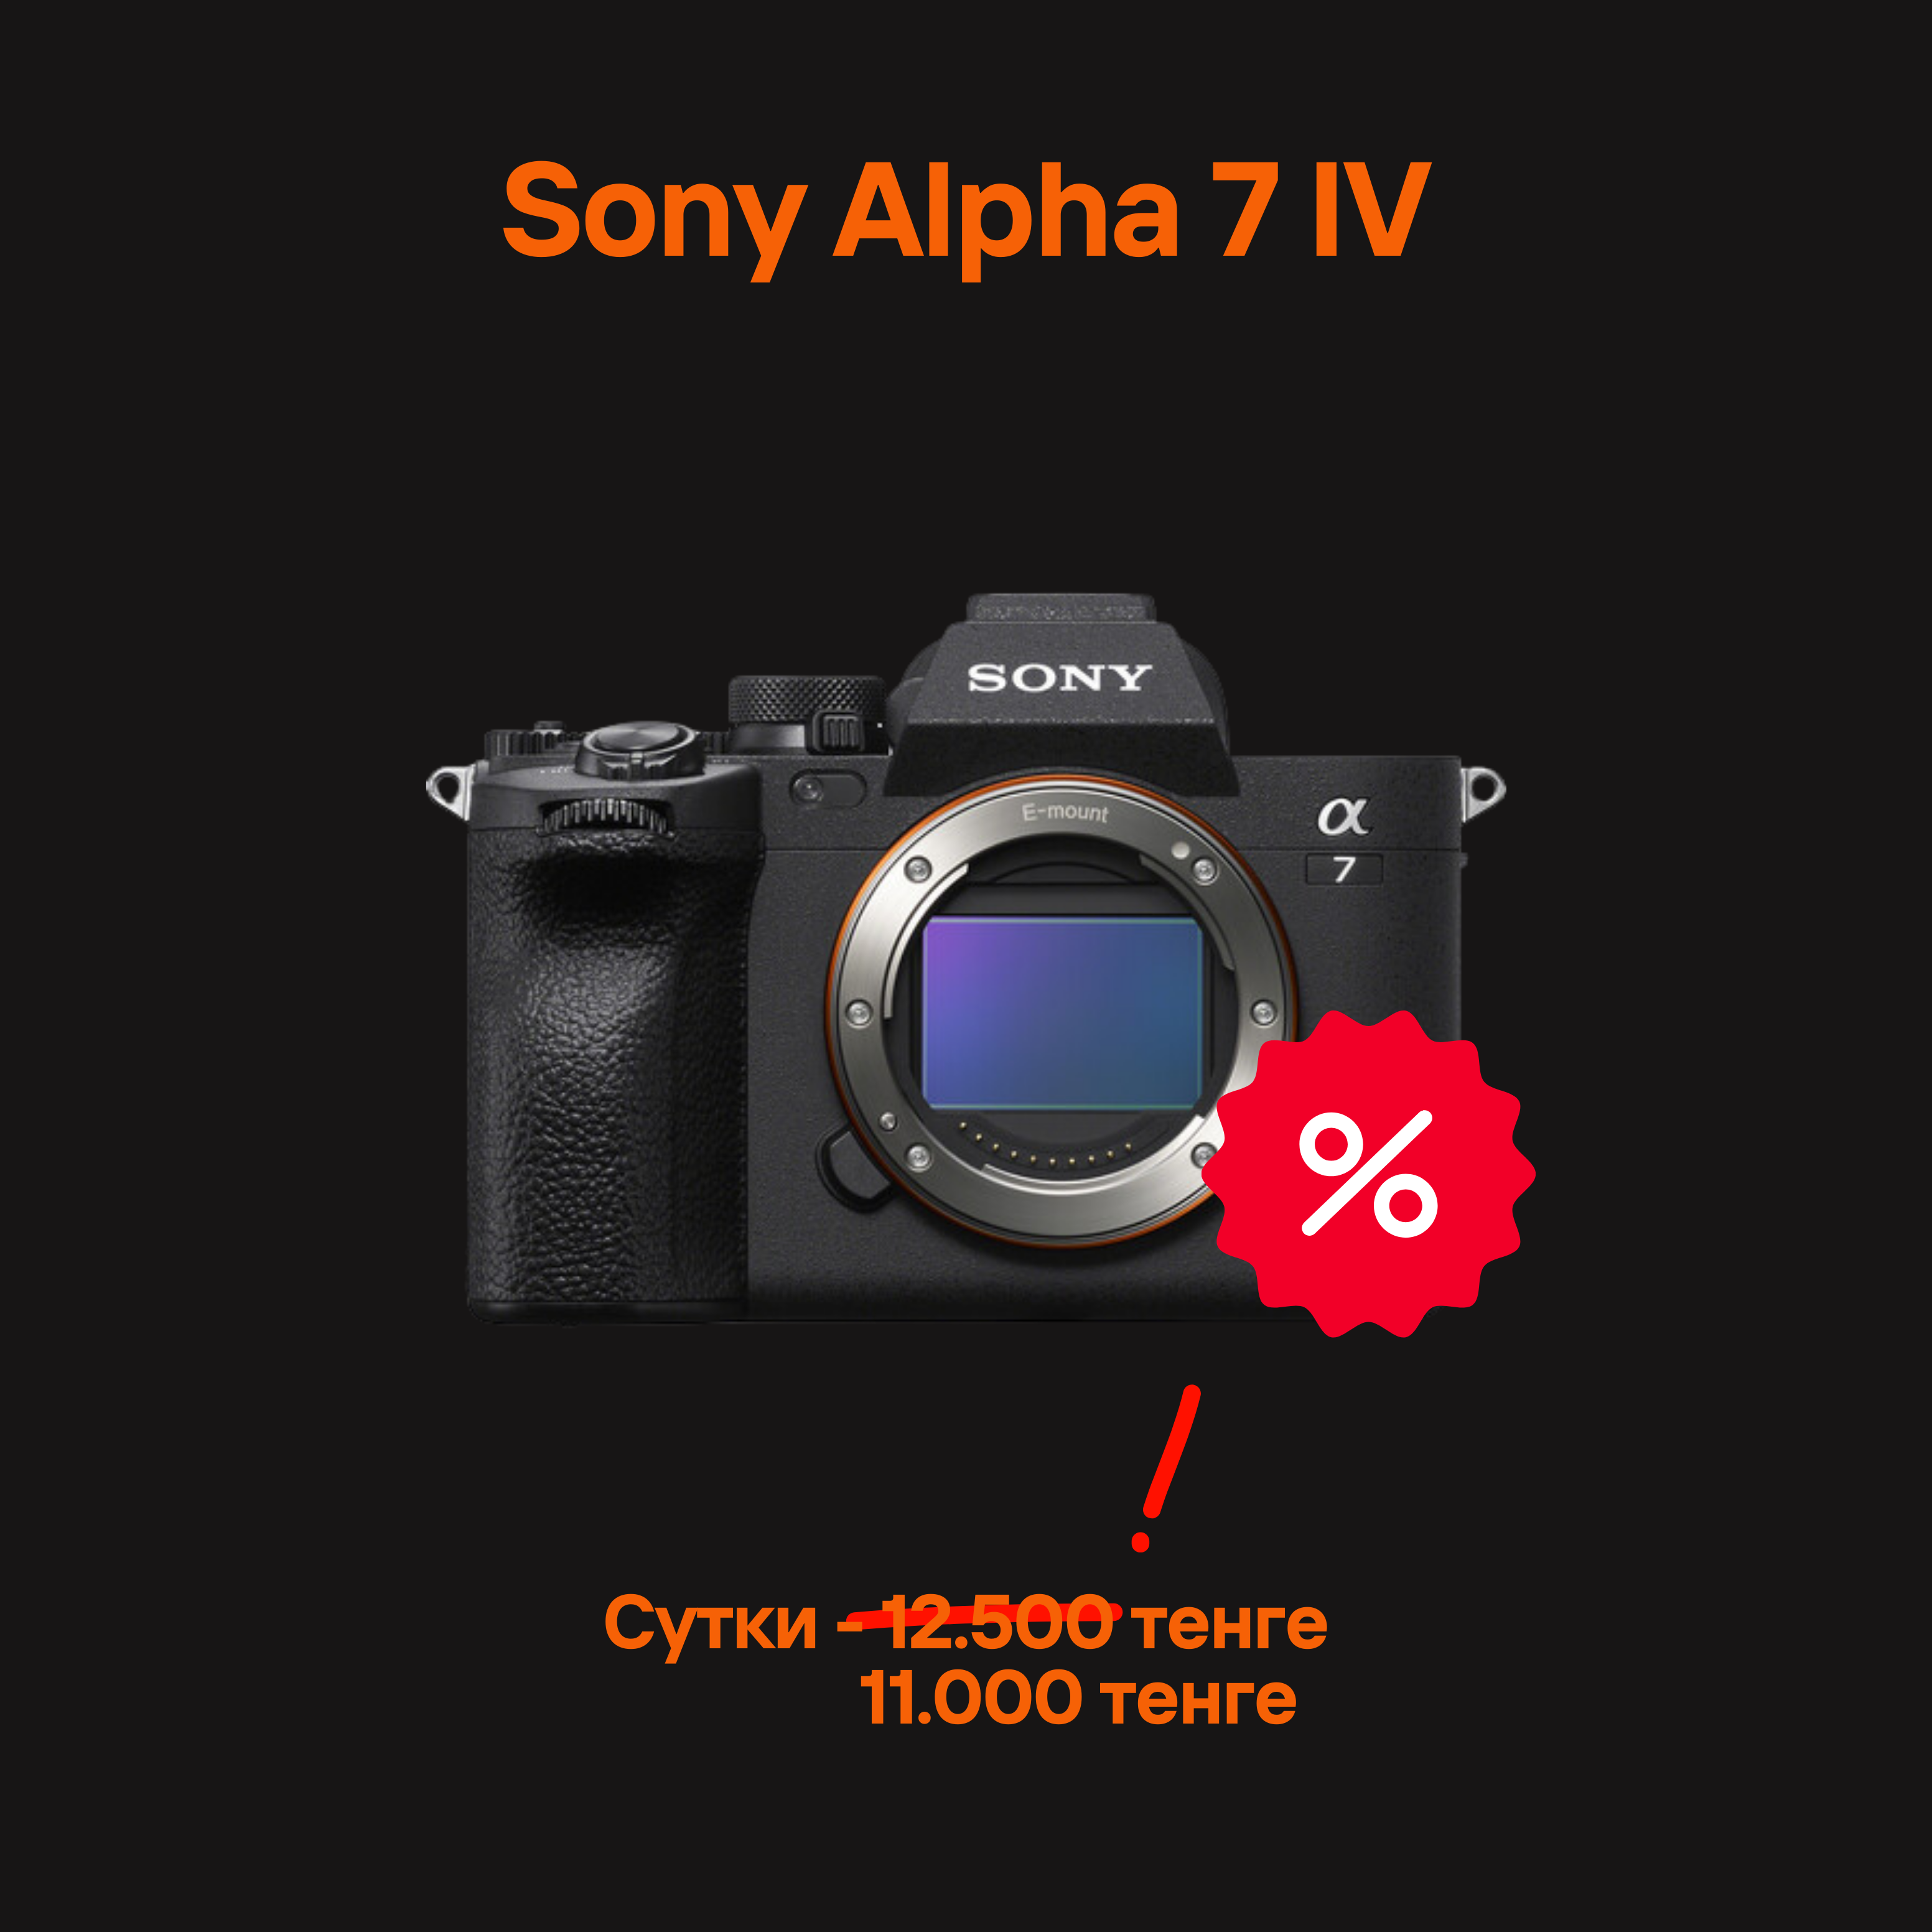 Sony Alpha 7 IV
SONY
E-mount
α
7
%
!
Сутки - 12.500 тенге
11.000 тенге